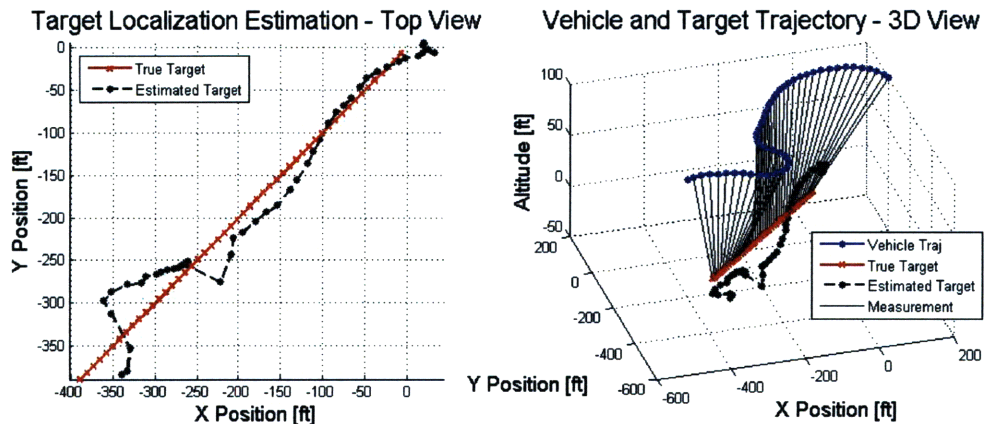 Target Localization Estimation - Top View
0
-50
-100
-150
-200
-250
-300
-350
Y Position [ft]
True Target
Estimated Target
-400 -350 -300 -250 -200 -150 -100 -50 0
X Position [ft]
Vehicle and Target Trajectory - 3D View
100
50
0
-50
Altitude [ft]
200
0
-200
-400
-600
Y Position [ft]
Vehicle Traj
True Target
Estimated Target
Measurement
-600
-400
-200
0
200
X Position [ft]